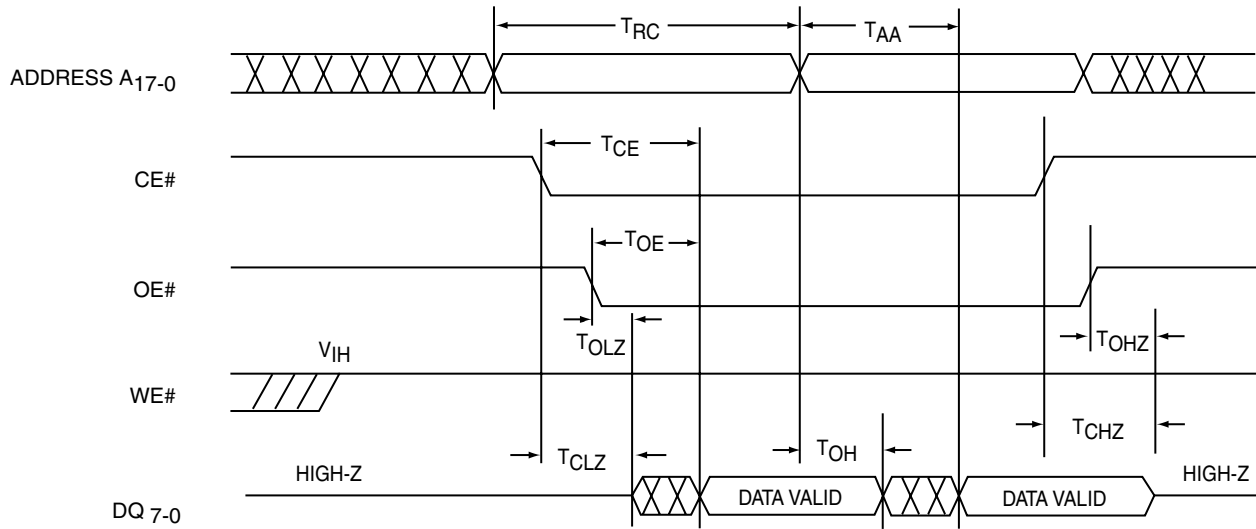 TRC TAA
ADDRESS A17-0
TCE
CE#
TOE
OE#
TOLZ TOHZ
VIH
WE#
TCLZ TOH TCHZ
HIGH-Z HIGH-Z
DATA VALID DATA VALID
DQ 7-0